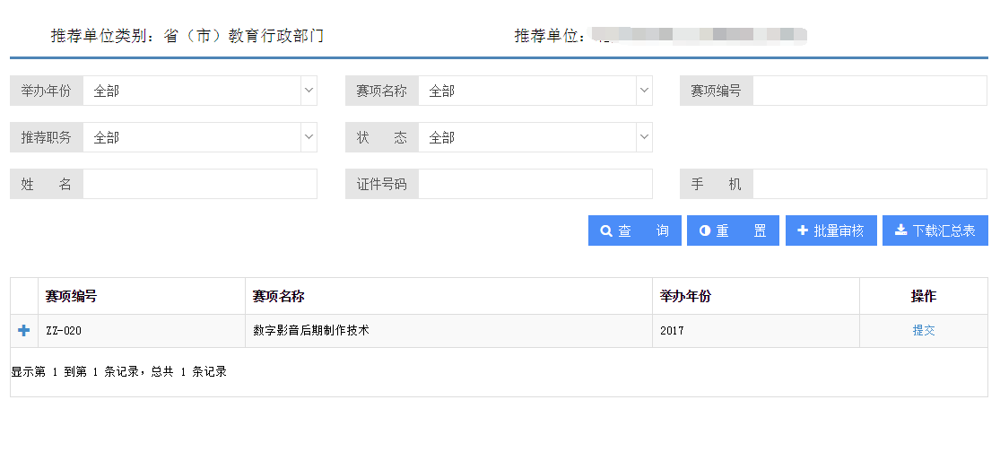 推荐单位类别：省（市）教育行政部门 推荐单位：
举办年份 全部 赛项名称 全部 赛项编号
推荐职务 全部 状 态 全部
姓 名 证件号码 手 机
查 询 重 置 批量审核 下载汇总表
赛项编号 赛项名称 举办年份 操作
ZZ-020 数字影音后期制作技术 2017 提交
显示第 1 到第 1 条记录，总共 1 条记录